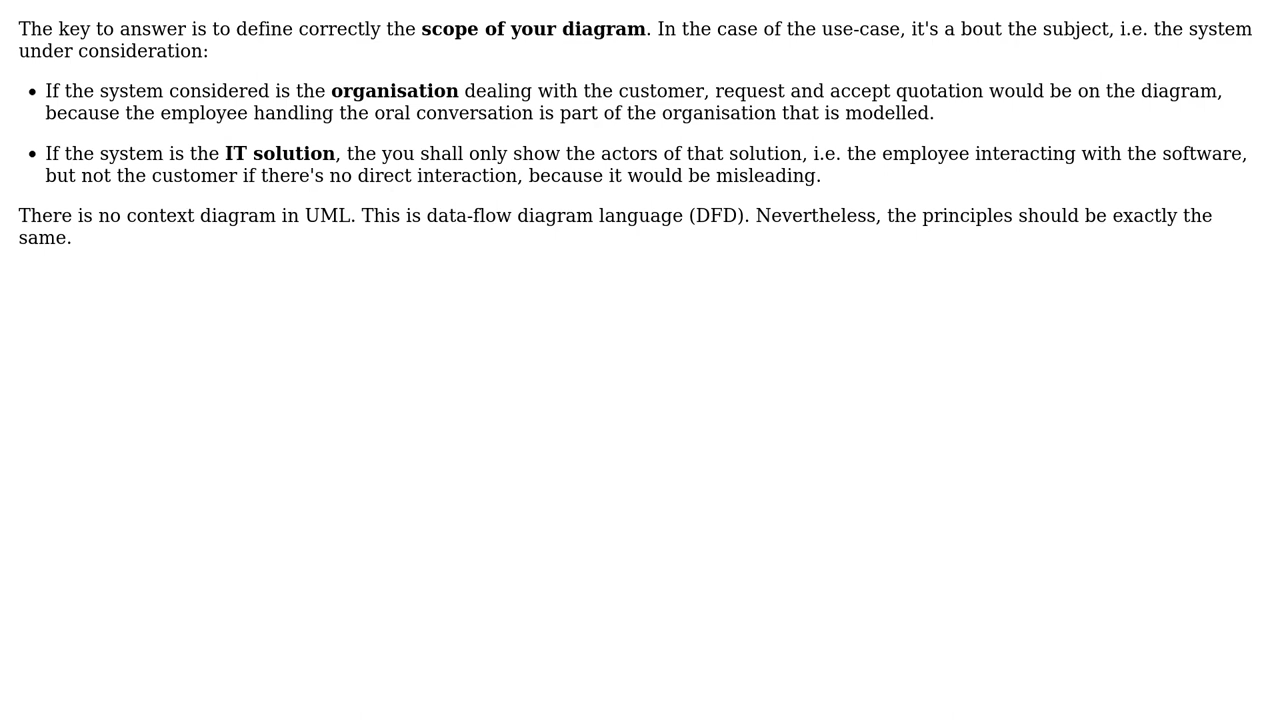 The key to answer is to define correctly the scope of your diagram. In the case of the use-case, it's a bout the subject, i.e. the system
under consideration:
• If the system considered is the organisation dealing with the customer, request and accept quotation would be on the diagram,
because the employee handling the oral conversation is part of the organisation that is modelled.
• If the system is the IT solution, the you shall only show the actors of that solution, i.e. the employee interacting with the software,
but not the customer if there's no direct interaction, because it would be misleading.
There is no context diagram in UML. This is data-flow diagram language (DFD). Nevertheless, the principles should be exactly the
same.